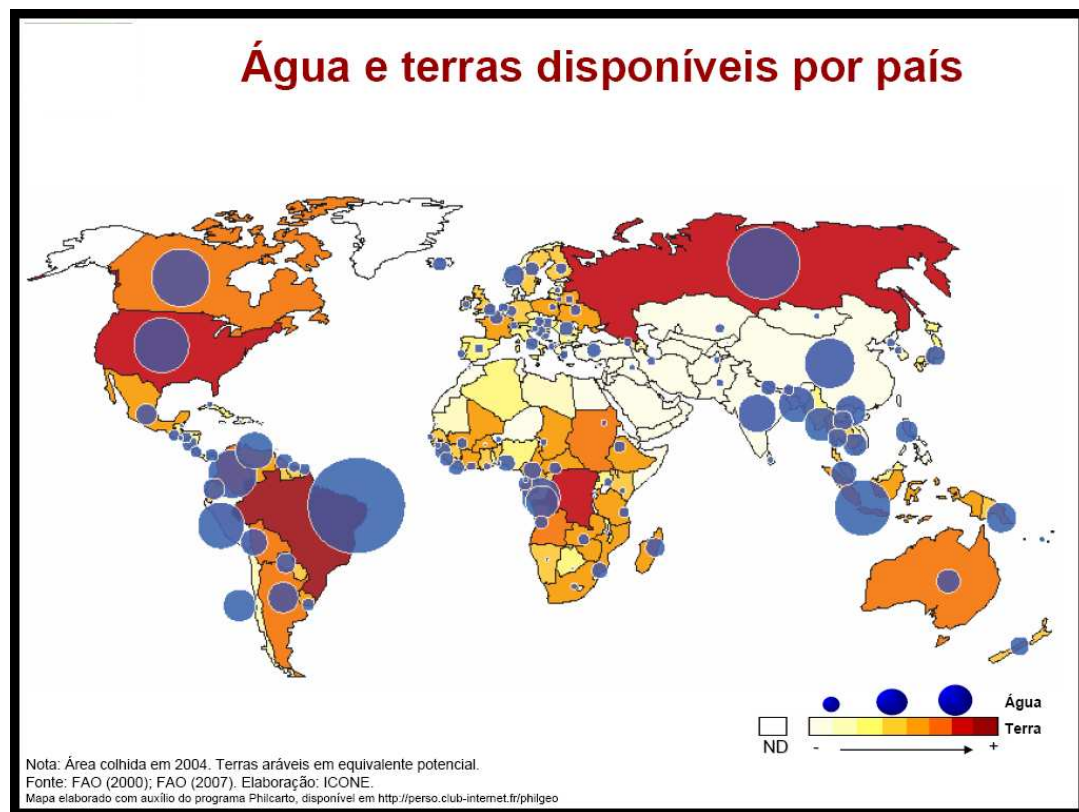 Água e terras disponíveis por país
Água
Terra
ND
-
+
Nota: Área colhida em 2004. Terras aráveis em equivalente potencial.
Fonte: FAO (2000); FAO (2007). Elaboração: ICONE.
Mapa elaborado com auxílio do programa Philcarto, disponível em http://perso.club-internet.fr/philgeo